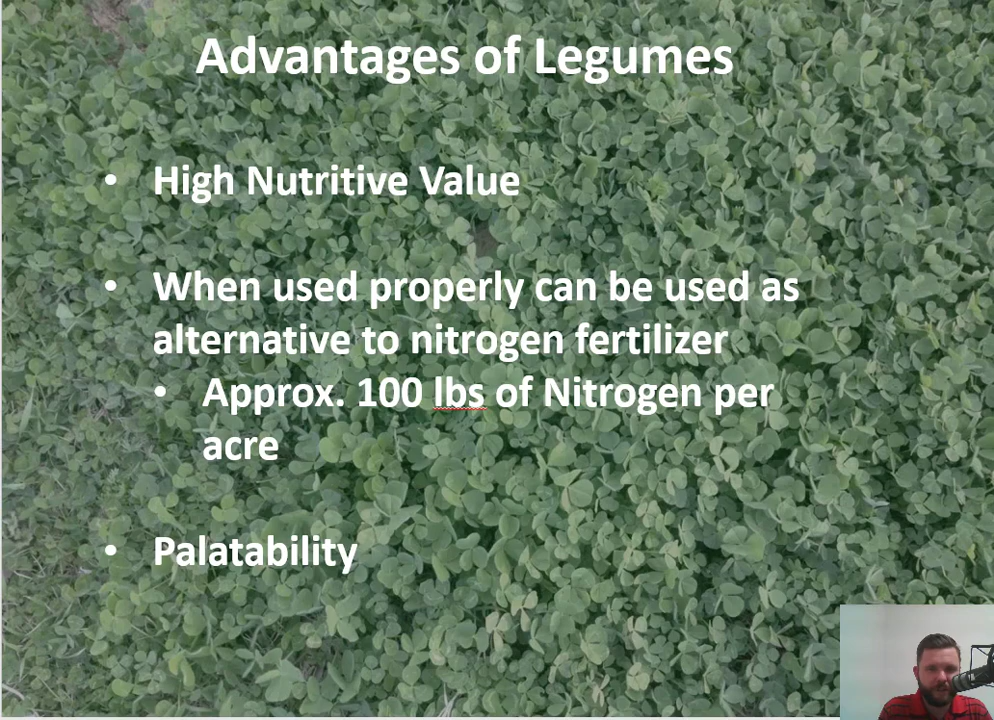 Advantages of Legumes
• High Nutritive Value
• When used properly can be used as
alternative to nitrogen fertilizer
• Approx. 100 lbs of Nitrogen per
acre
• Palatability